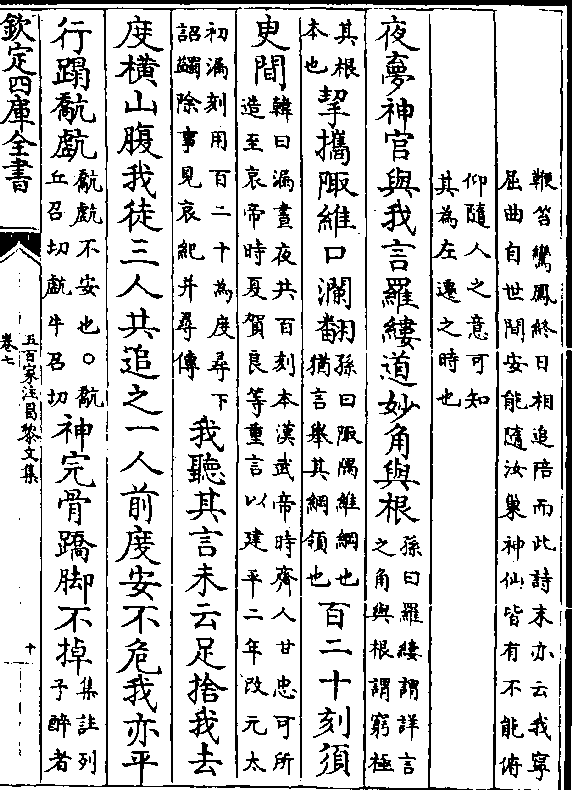 鞭笞鸞鳳終日相追陪而此詩末亦云我寧
屈曲自世間安能隨汝巢神仙皆有不能俯
仰隨人之意可知
其為左遷之時也
夜夢神官與我言羅縷道妙角與根
孫曰羅縷謂詳言
之角與根謂窮極
其根
本也
挈攜陬維口瀾翻
孫曰陬隅維綱也
猶言舉其綱領也
百二十刻須
臾間
韓曰漏晝夜共百刻本漢武帝時齊人甘忠可所
造至哀帝時夏賀良等重言以建平二年改元太
初漏刻用百二十為度尋下
詔蠲除事見哀紀并尋傳
我聽其言未云足捨我去
度橫山腹我徒三人共追之一人前度安不危我亦平
行蹋𩨗𩨒
𩨗𩨒不安也○𩨗
丘召切𩨒牛召切
神完骨蹻脚不掉
集註列
子醉者
欽定四庫全書
五百家注昌黎文集
卷七
十